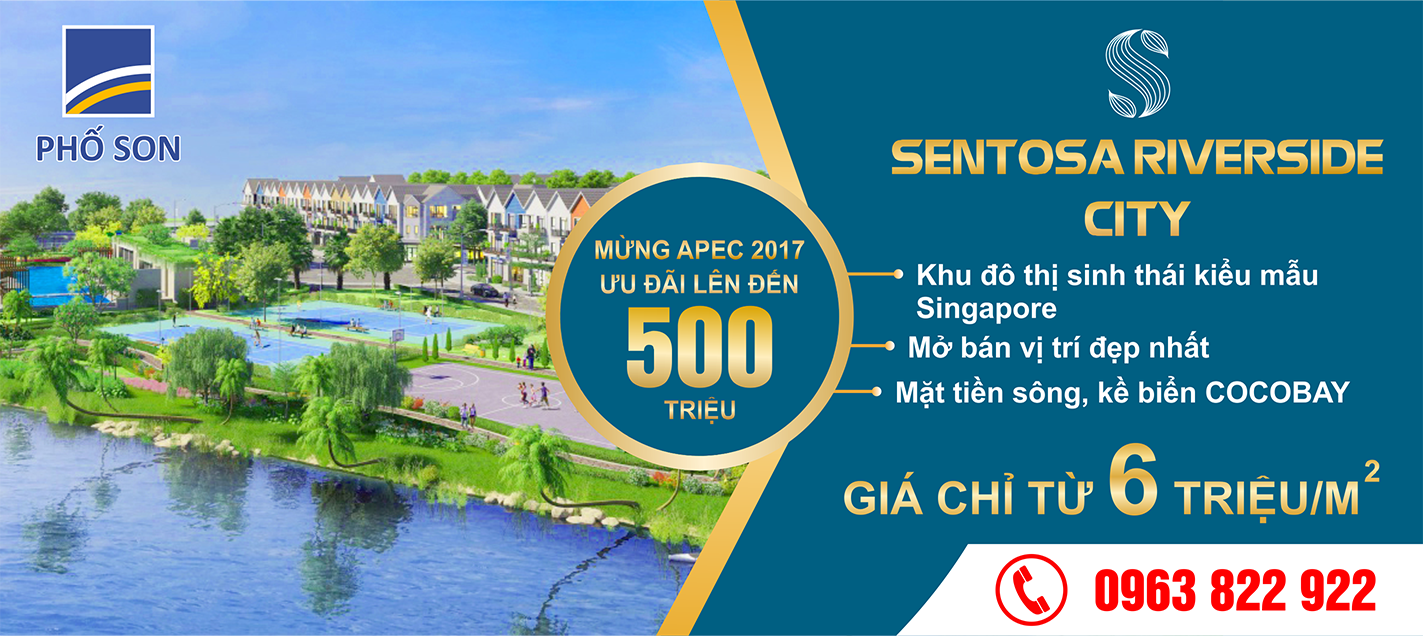 PHỐ SON
SENTOSA RIVERSIDE
CITY
MỪNG APEC 2017
ƯU ĐÃI LÊN ĐẾN
500
TRIỆU
Khu đô thị sinh thái kiểu mẫu
Singapore
Mở bán vị trí đẹp nhất
Mặt tiền sông, kề biển COCOBAY
GIÁ CHỈ TỪ 6 TRIỆU/M²
0963 822 922